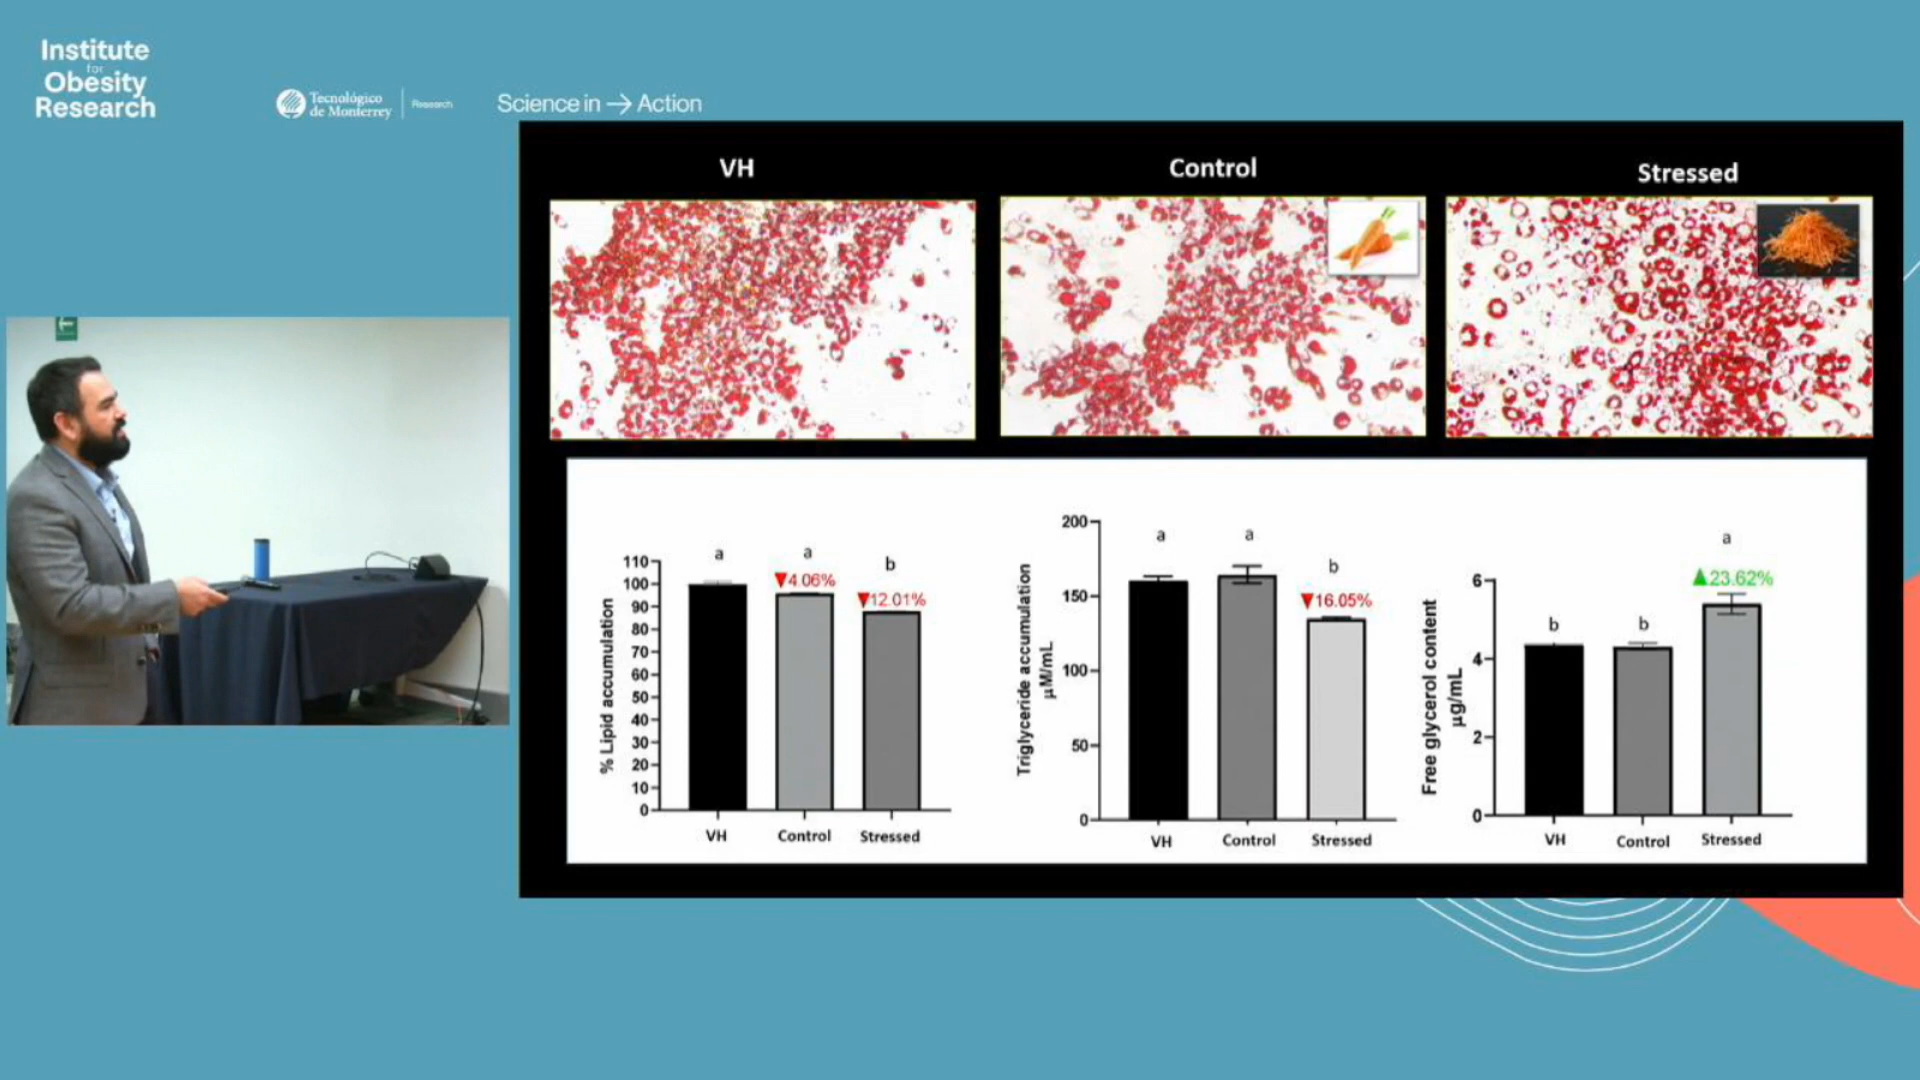 Institute
for
Obesity
Research
Tecnológico
de Monterrey
Research
Science in → Action
VH
Control
Stressed
% Lipid accumulation
110
100
90
80
70
60
50
40
30
20
10
0
a
a
b
▼4.06%
▼12.01%
VH
Control
Stressed
Triglyceride accumulation
µM/mL
200
150
100
50
0
a
a
b
▼16.05%
VH
Control
Stressed
Free glycerol content
µg/mL
6
4
2
0
b
b
a
▲23.62%
VH
Control
Stressed